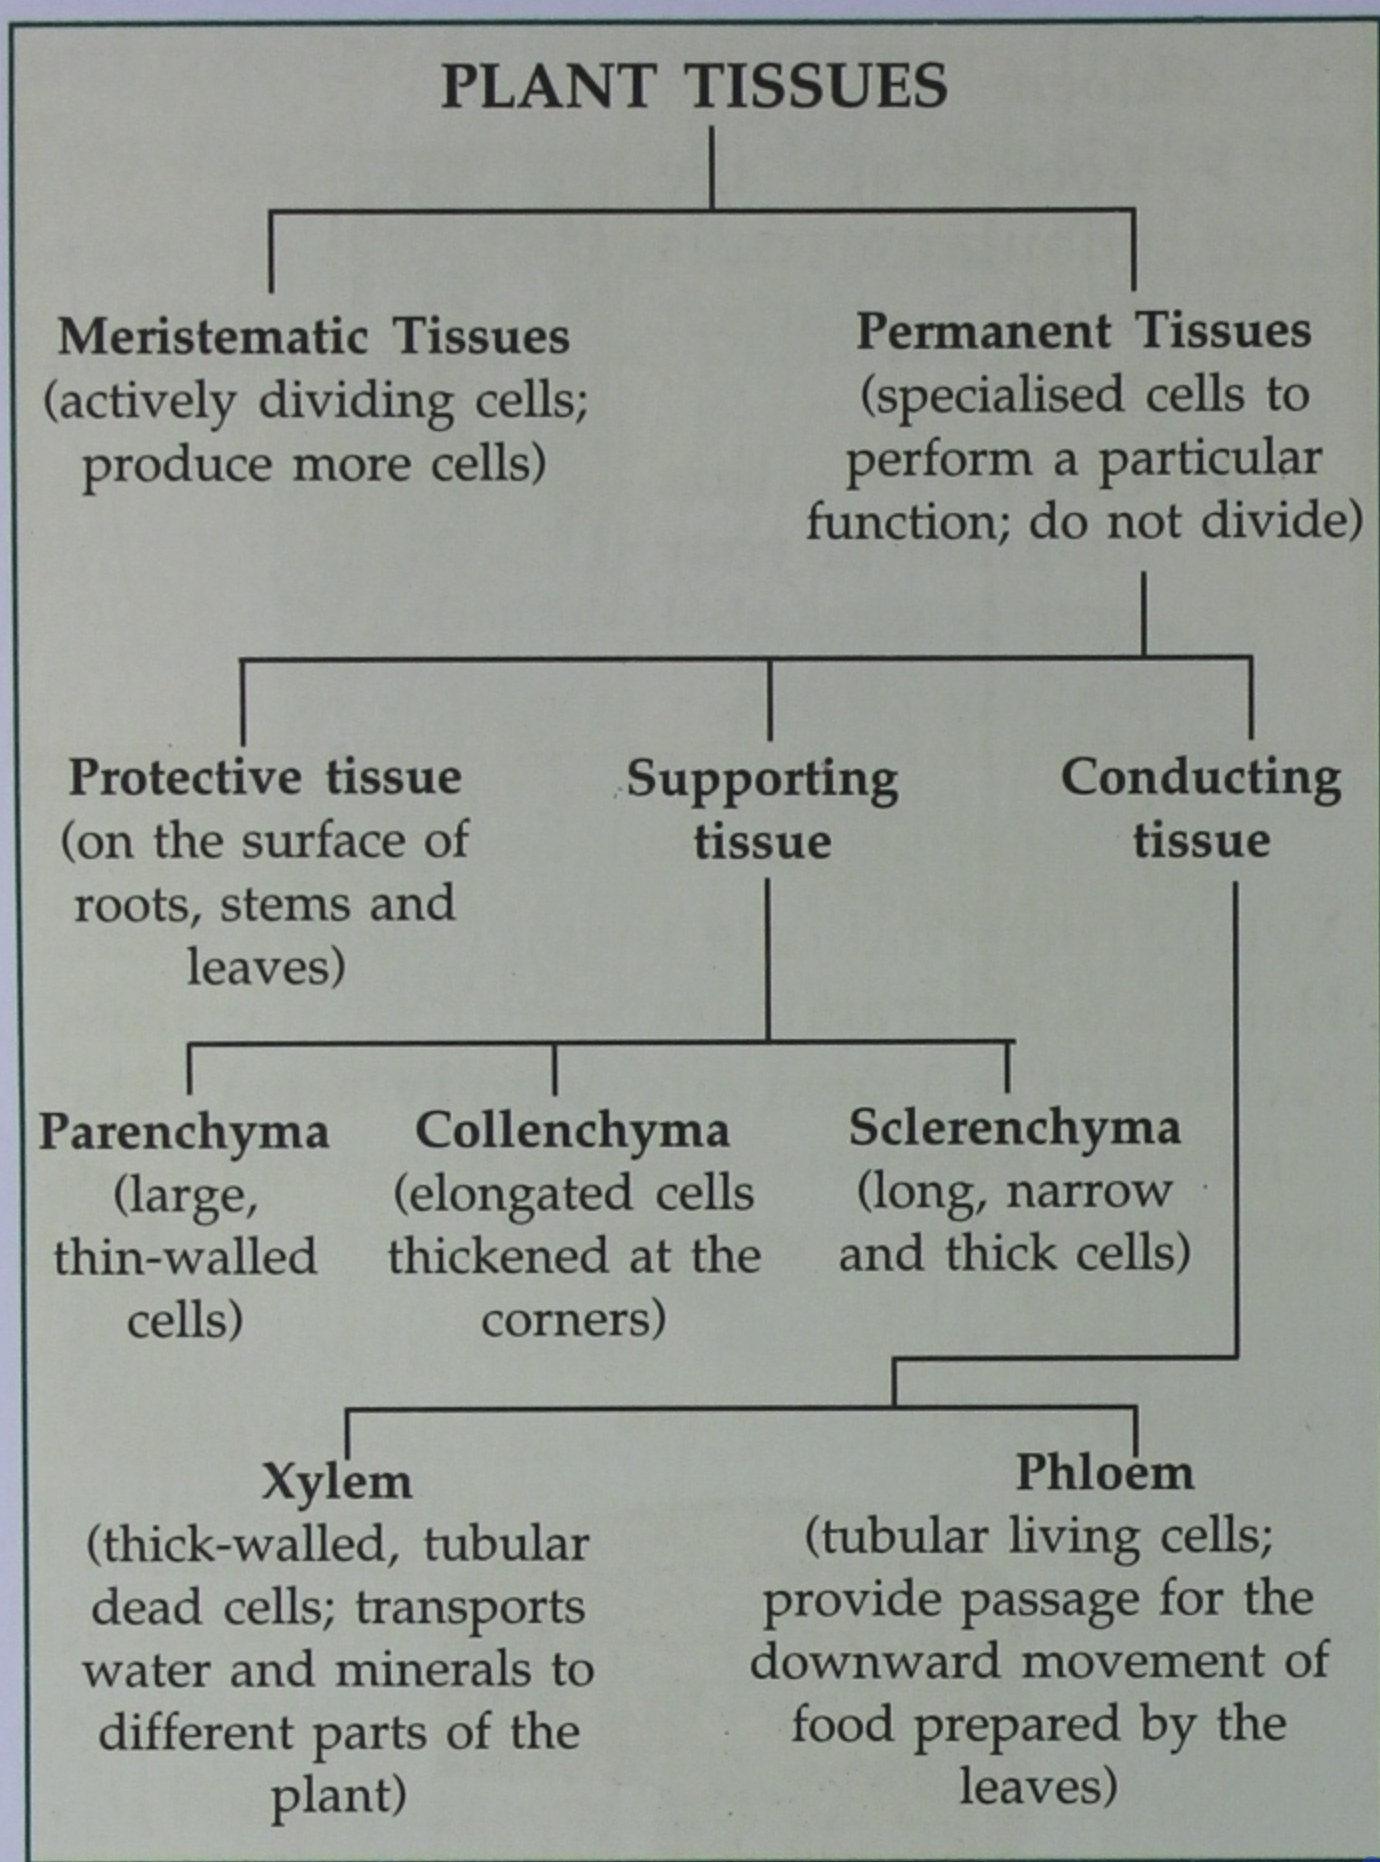 PLANT TISSUES
Meristematic Tissues
(actively dividing cells;
produce more cells)
Permanent Tissues
(specialised cells to
perform a particular
function; do not divide)
Protective tissue
(on the surface of
roots, stems and
leaves)
Supporting
tissue
Conducting
tissue
Parenchyma
(large,
thin-walled
cells)
Collenchyma
(elongated cells
thickened at the
corners)
Sclerenchyma
(long, narrow
and thick cells)
Xylem
(thick-walled, tubular
dead cells; transports
water and minerals to
different parts of the
plant)
Phloem
(tubular living cells;
provide passage for the
downward movement of
food prepared by the
leaves)